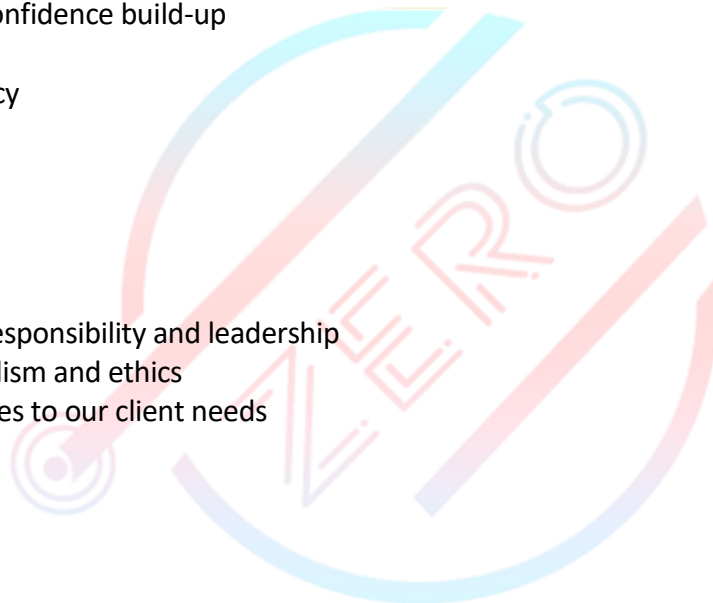 onfidence build-up
cy
ZERO
esponsibility and leadership
lism and ethics
es to our client needs